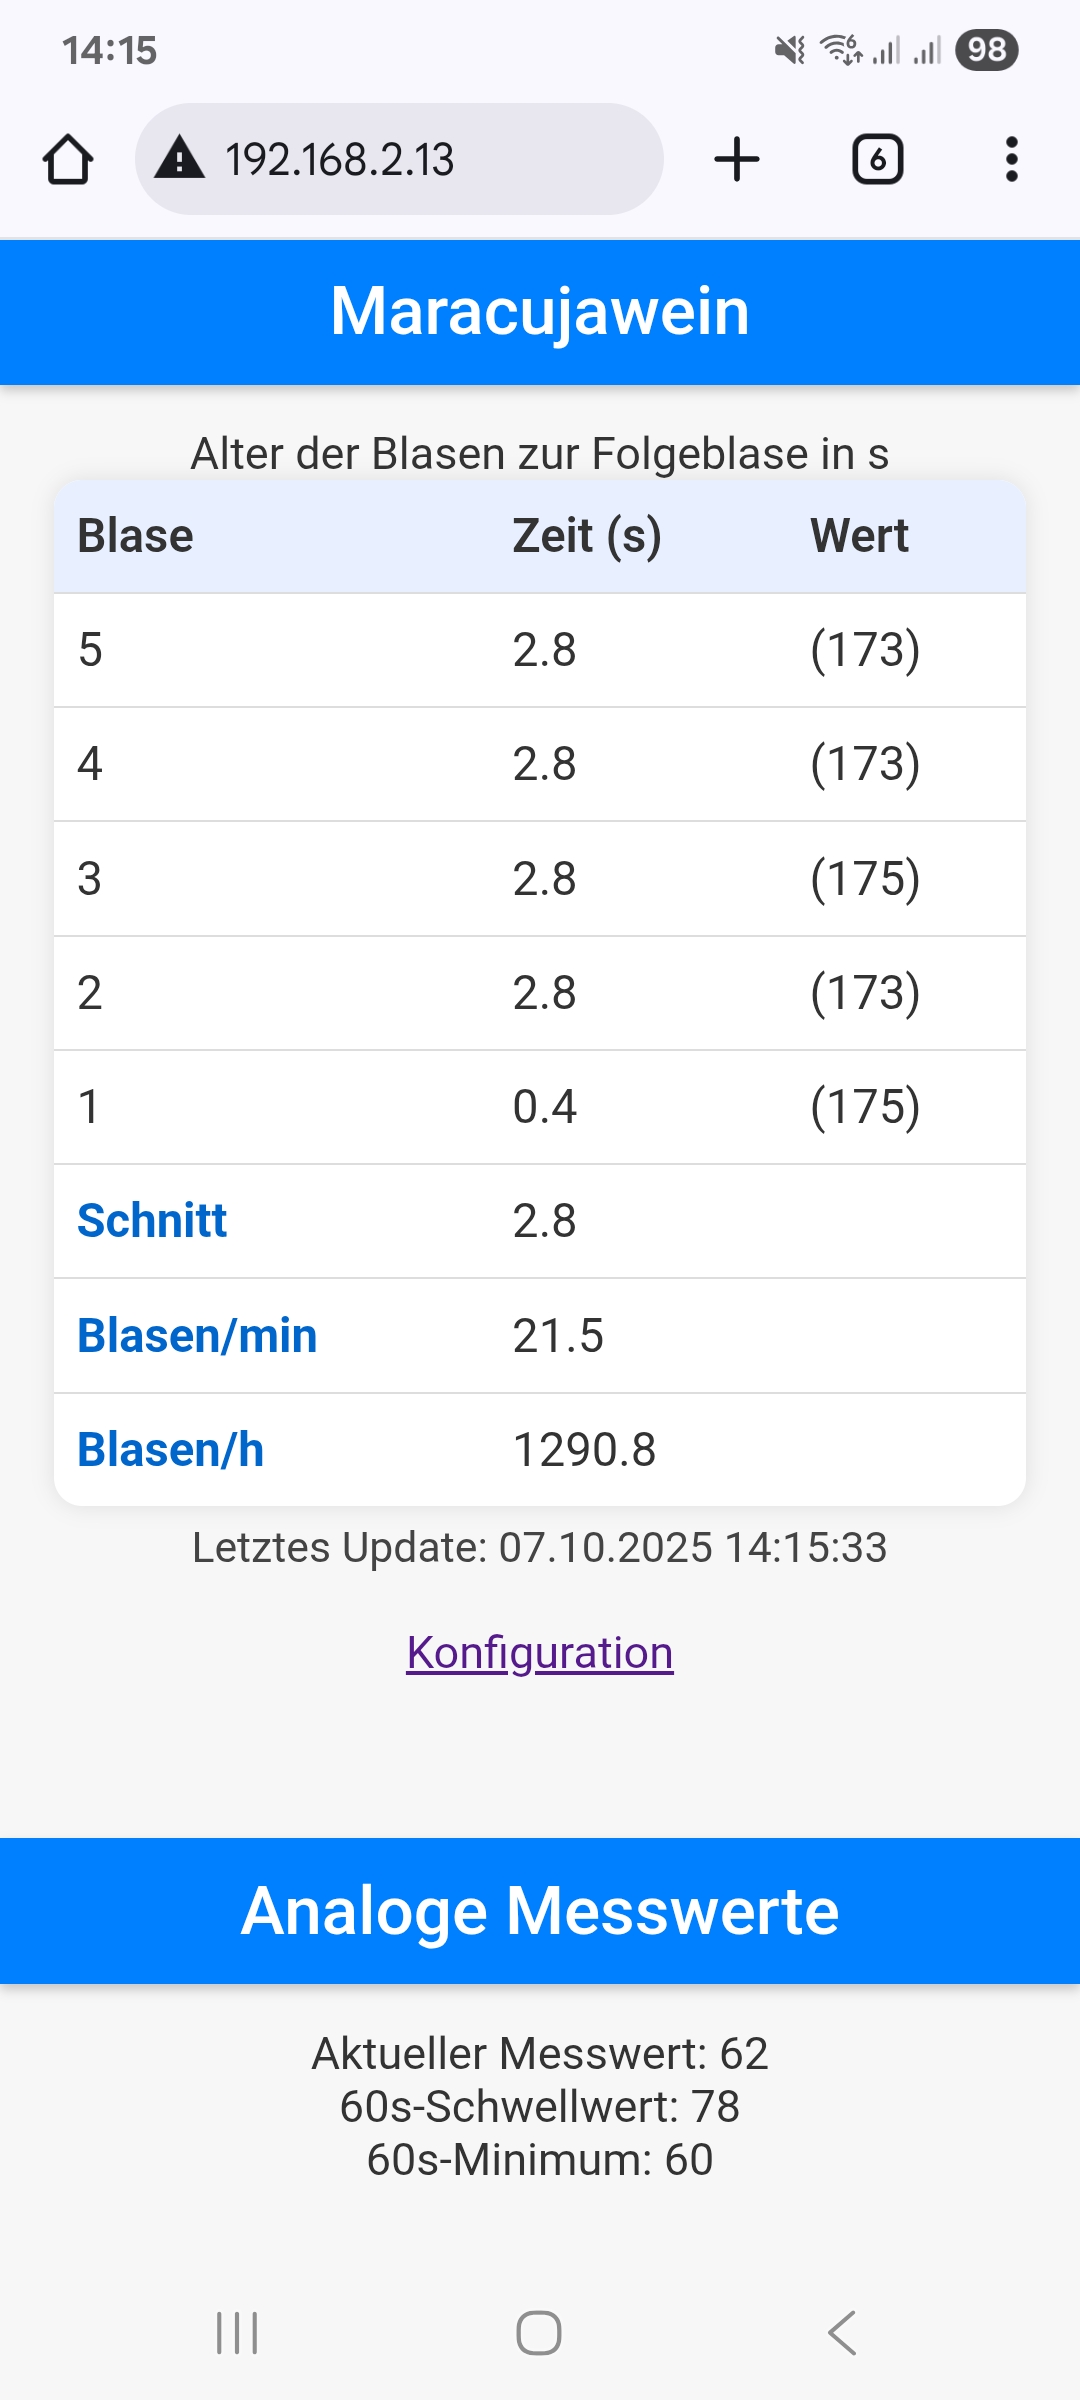 14:15
6
98
192.168.2.13
6
Maracujawein
Alter der Blasen zur Folgeblase in s
Blase Zeit (s) Wert
5 2.8 (173)
4 2.8 (173)
3 2.8 (175)
2 2.8 (173)
1 0.4 (175)
Schnitt 2.8
Blasen/min 21.5
Blasen/h 1290.8
Letztes Update: 07.10.2025 14:15:33
Konfiguration
Analoge Messwerte
Aktueller Messwert: 62
60s-Schwellwert: 78
60s-Minimum: 60